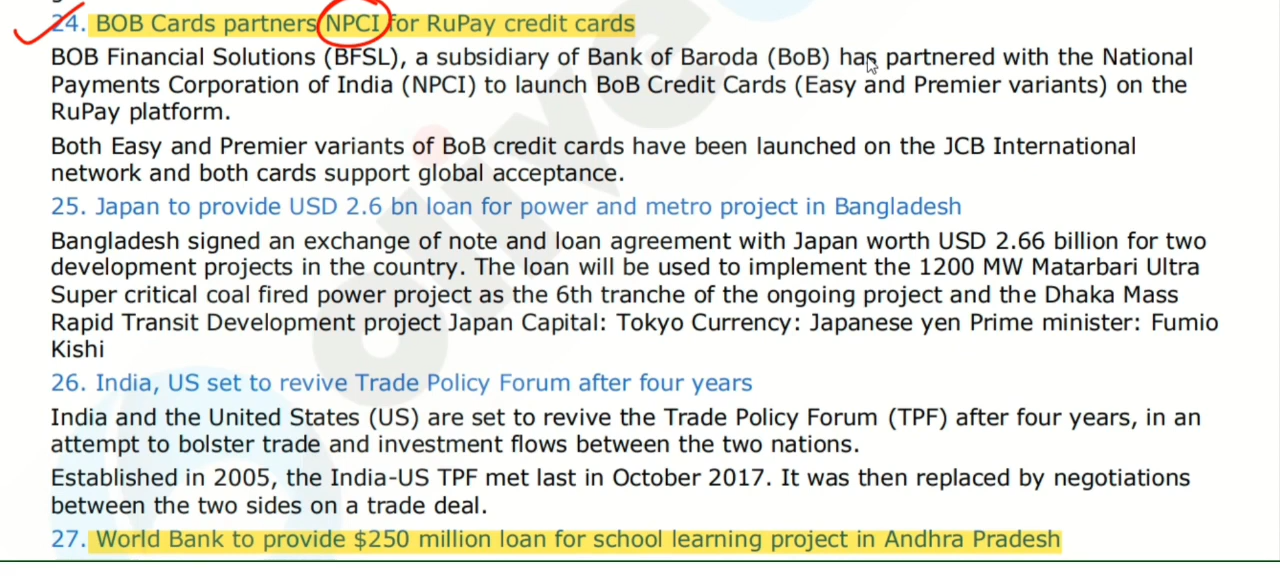 24. BOB Cards partners NPCI for RuPay credit cards
BOB Financial Solutions (BFSL), a subsidiary of Bank of Baroda (BoB) has partnered with the National
Payments Corporation of India (NPCI) to launch BoB Credit Cards (Easy and Premier variants) on the
RuPay platform.
Both Easy and Premier variants of BoB credit cards have been launched on the JCB International
network and both cards support global acceptance.
25. Japan to provide USD 2.6 bn loan for power and metro project in Bangladesh
Bangladesh signed an exchange of note and loan agreement with Japan worth USD 2.66 billion for two
development projects in the country. The loan will be used to implement the 1200 MW Matarbari Ultra
Super critical coal fired power project as the 6th tranche of the ongoing project and the Dhaka Mass
Rapid Transit Development project Japan Capital: Tokyo Currency: Japanese yen Prime minister: Fumio
Kishi
26. India, US set to revive Trade Policy Forum after four years
India and the United States (US) are set to revive the Trade Policy Forum (TPF) after four years, in an
attempt to bolster trade and investment flows between the two nations.
Established in 2005, the India-US TPF met last in October 2017. It was then replaced by negotiations
between the two sides on a trade deal.
27. World Bank to provide $250 million loan for school learning project in Andhra Pradesh